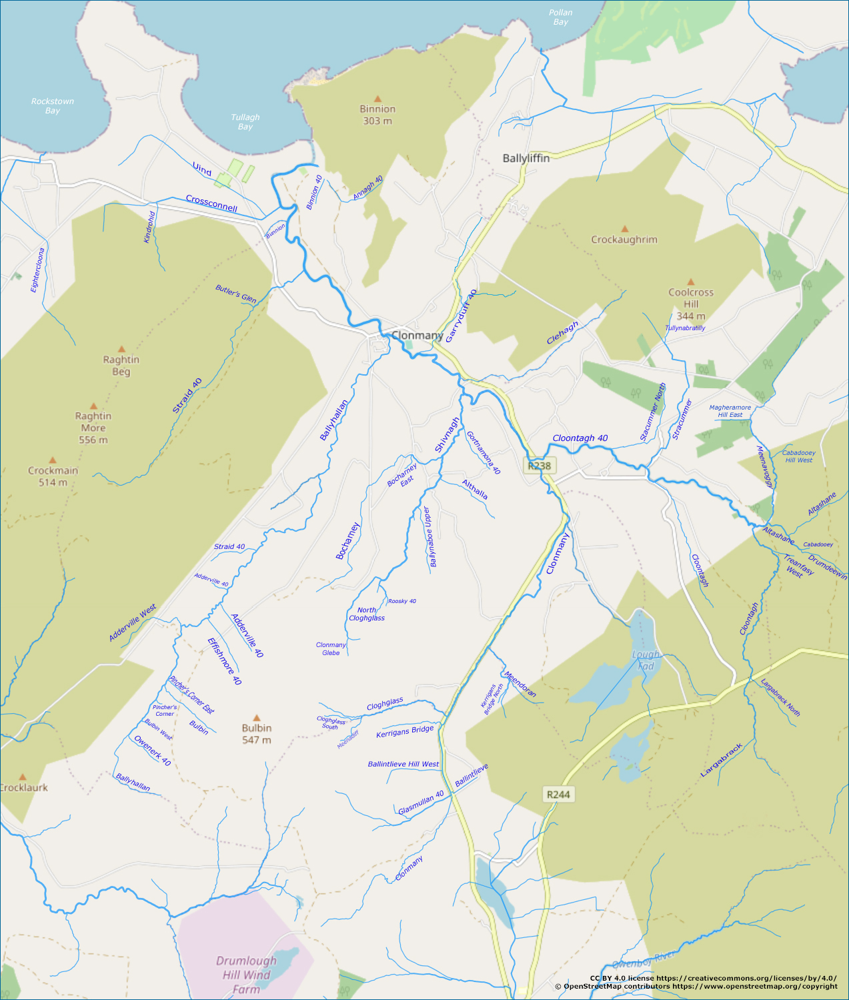 Pollan
Bay
Rockstown
Bay
Tullagh
Bay
Binnion
303 m
Ballyliffin
Uind
Crossconnell
Binnion 40
Annagh 40
Kindrohid
Bunnion
Eightercloona
Crockaughrim
Butler's Glen
Coolcross
Hill
344 m
Garryduff 40
Clehagh
Tullynabratilly
Clonmany
Raghtin
Beg
Straid 40
Raghtin
More
556 m
Crockmain
514 m
Ballyhallan
Shivnagh
Gortnamona 40
Cloontagh 40
Stacummer North
Stracummer
Magheramore
Hill East
Meenavoggy
Cabadooey
Hill West
R238
Bocharney
East
Althalla
Altashane
Altashane
Cabadooey
Drumdeewin
Treanfasy
West
Ballynaboe Upper
Bocharney
Clonmany
Straid 40
Adderville 40
Cloontagh
Roosky 40
North
Cloghglass
Adderville West
Adderville 40
Effishmore 40
Clonmany
Glebe
Cloontagh
Lough
Fad
Pincher's Corner East
Pincher's
Corner
Bulbin
Bulbin West
Owenerk 40
Ballyhallan
Bulbin
547 m
Meendoran
Kerrigans
Bridge North
Largabrack North
Cloghglass
Cloghglass
South
Meenadiff
Kerrigans Bridge
Ballintlieve Hill West
Ballintlieve
Largabrack
Crocklaurk
R244
Glasmullan 40
Clonmany
Drumlough
Hill Wind
Farm
Owenboy River
CC BY 4.0 license https://creativecommons.org/licenses/by/4.0/
© OpenStreetMap contributors https://www.openstreetmap.org/copyright